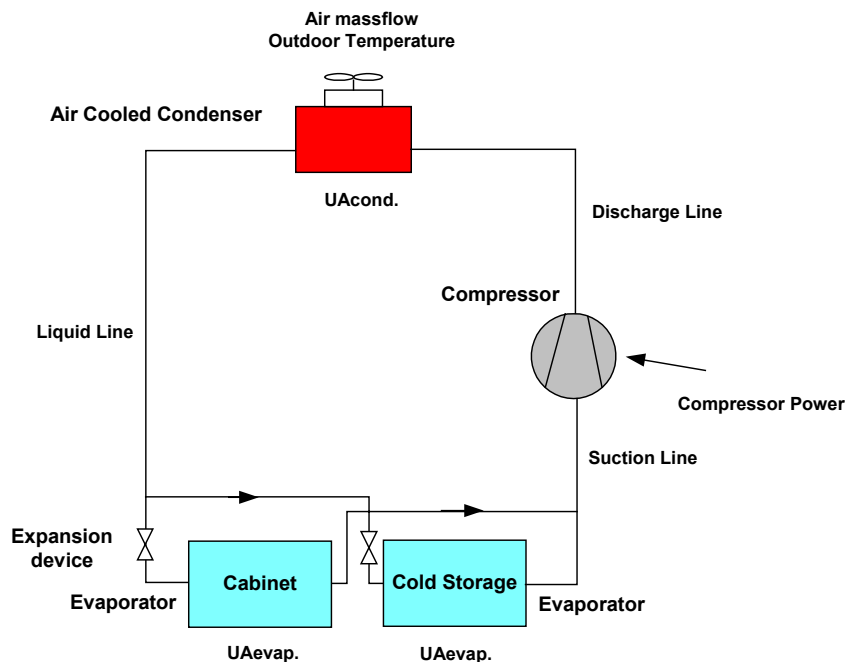 Air massflow
Outdoor Temperature
Air Cooled Condenser
UAcond.
Discharge Line
Compressor
Liquid Line
Compressor Power
Suction Line
Expansion
device
Cabinet
Cold Storage
Evaporator
Evaporator
UAevap.
UAevap.